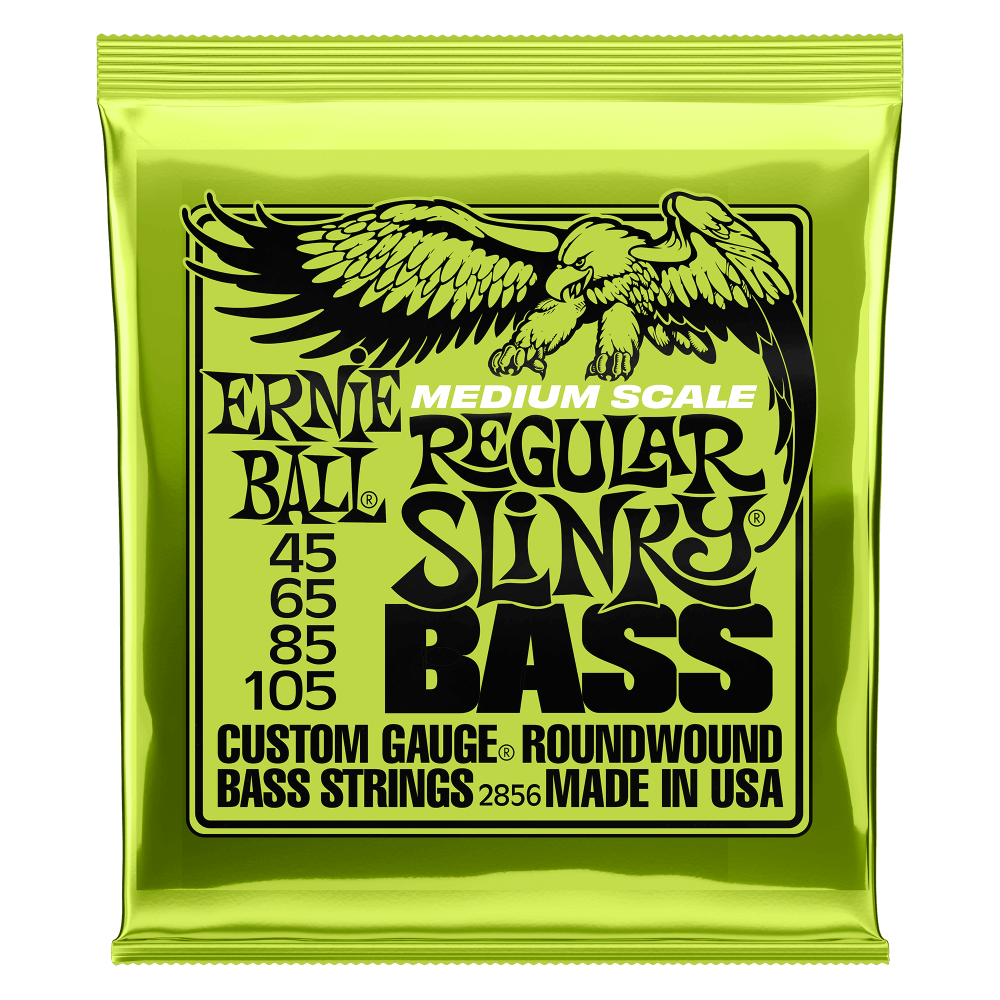 ERNiE
BALL®
MEDIUM SCALE
REGULAR
SLiNKY®
BASS
45
65
85
105
CUSTOM GAUGE® ROUNDWOUND
BASS STRINGS 2856 MADE IN USA